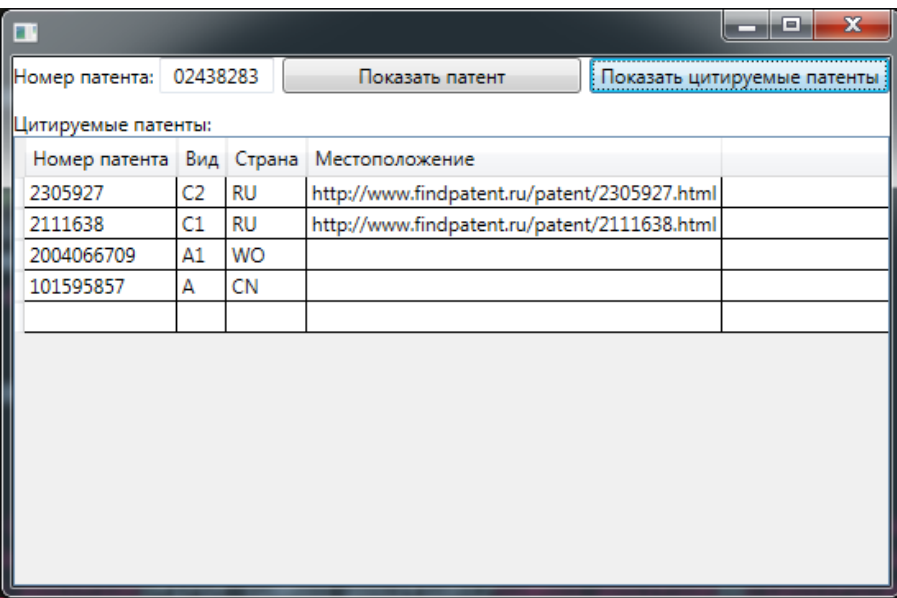 Номер патента: 02438283 Показать патент Показать цитируемые патенты
Цитируемые патенты:
Номер патента Вид Страна Местоположение
2305927 C2 RU http://www.findpatent.ru/patent/2305927.html
2111638 C1 RU http://www.findpatent.ru/patent/2111638.html
2004066709 A1 WO
101595857 A CN